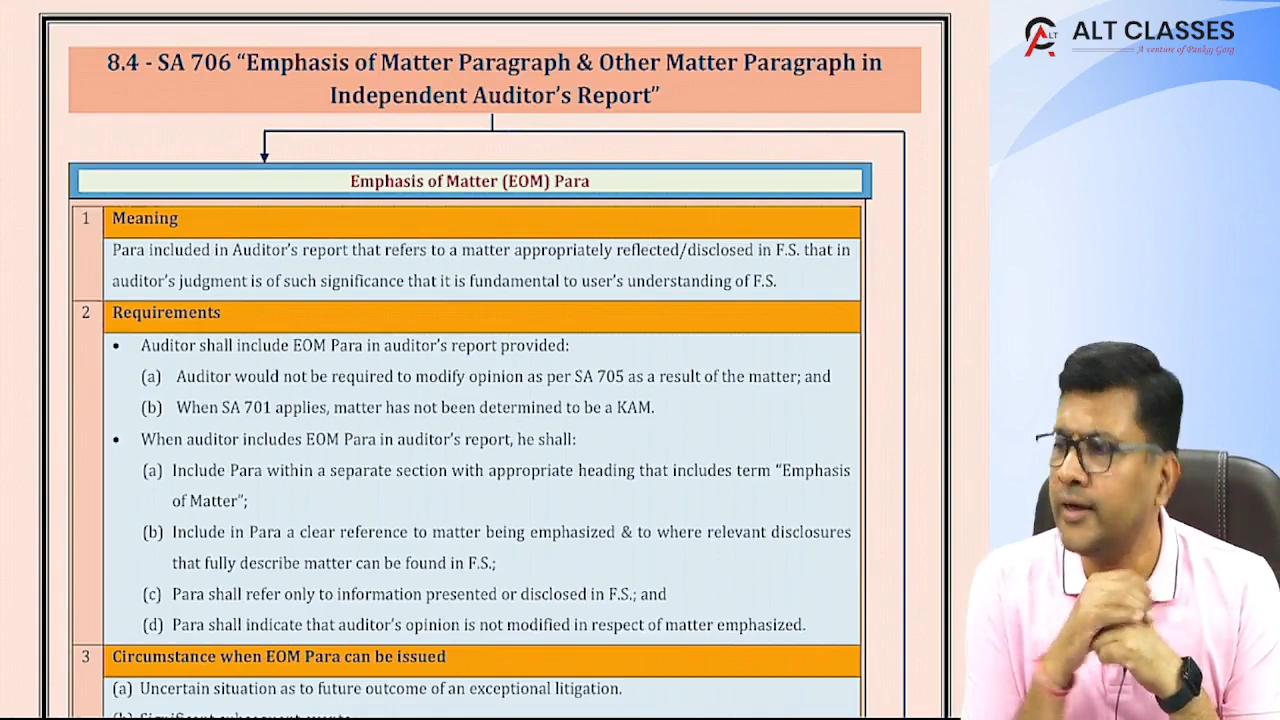 8.4 - SA 706 “Emphasis of Matter Paragraph & Other Matter Paragraph in
Independent Auditor’s Report”
Emphasis of Matter (EOM) Para
1 Meaning
Para included in Auditor’s report that refers to a matter appropriately reflected/disclosed in F.S. that in
auditor’s judgment is of such significance that it is fundamental to user’s understanding of F.S.
2 Requirements
• Auditor shall include EOM Para in auditor’s report provided:
(a) Auditor would not be required to modify opinion as per SA 705 as a result of the matter; and
(b) When SA 701 applies, matter has not been determined to be a KAM.
• When auditor includes EOM Para in auditor’s report, he shall:
(a) Include Para within a separate section with appropriate heading that includes term “Emphasis
of Matter”;
(b) Include in Para a clear reference to matter being emphasized & to where relevant disclosures
that fully describe matter can be found in F.S.;
(c) Para shall refer only to information presented or disclosed in F.S.; and
(d) Para shall indicate that auditor’s opinion is not modified in respect of matter emphasized.
3 Circumstance when EOM Para can be issued
(a) Uncertain situation as to future outcome of an exceptional litigation.
(b) Significant subsequent events
ALT
ALT CLASSES
A venture of Pankaj Garg